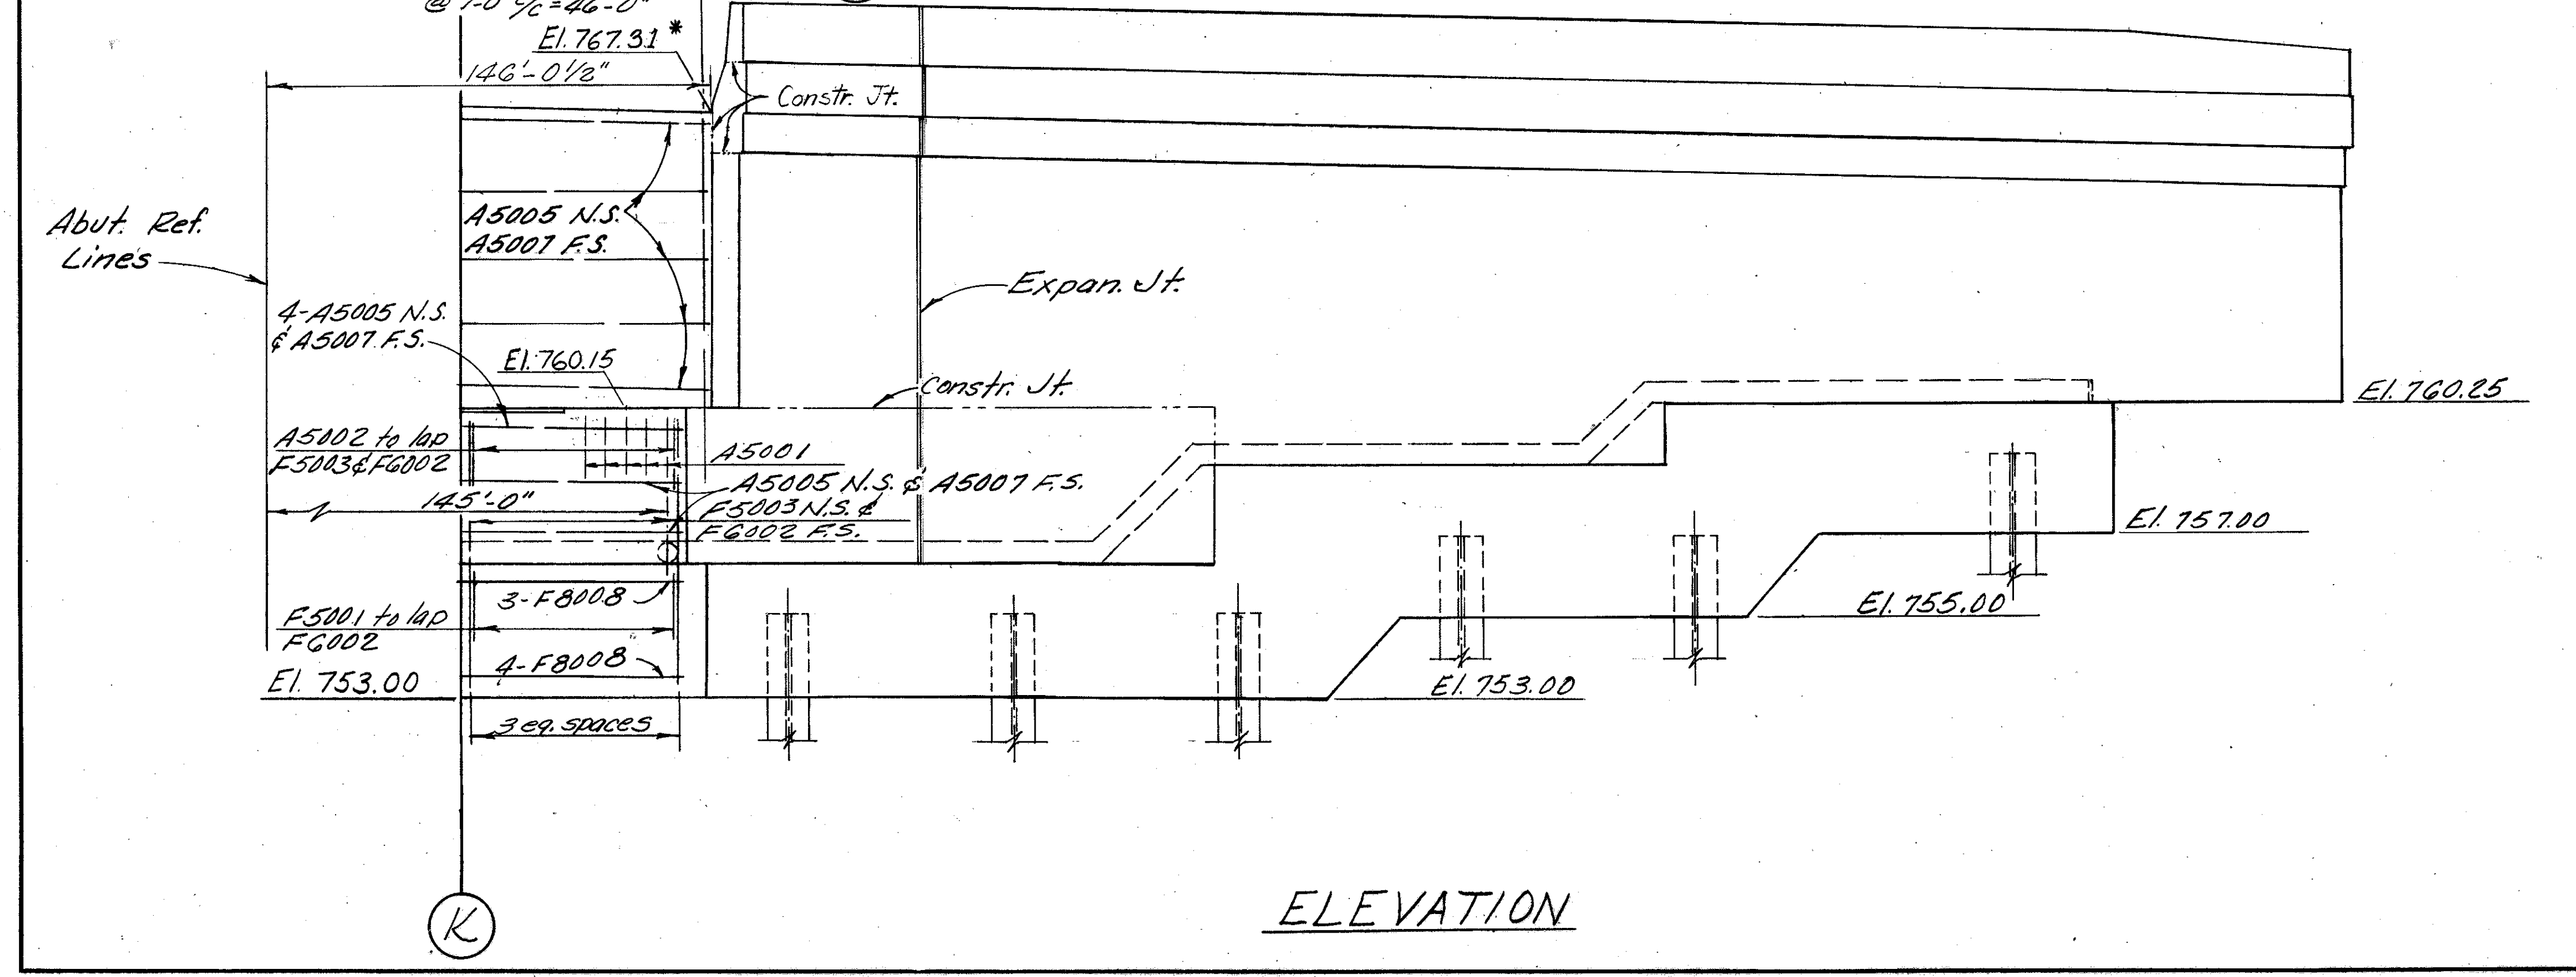 @ 1'-0" c/c = 46'-0"
El. 767.31 *
146'-0 1/2"
Constr. Jt.
Abut. Ref.
Lines
A5005 N.S.
A5007 F.S.
Expan. Jt.
4-A5005 N.S.
& A5007 F.S.
El. 760.15
Constr. Jt.
El. 760.25
A5002 to lap
F5003 & F6002
A5001
A5005 N.S. & A5007 F.S.
145'-0"
F5003 N.S. &
F6002 F.S.
El. 757.00
3-F8008
F5001 to lap
F6002
El. 755.00
4-F8008
El. 753.00
El. 753.00
3 eq. spaces
K
ELEVATION